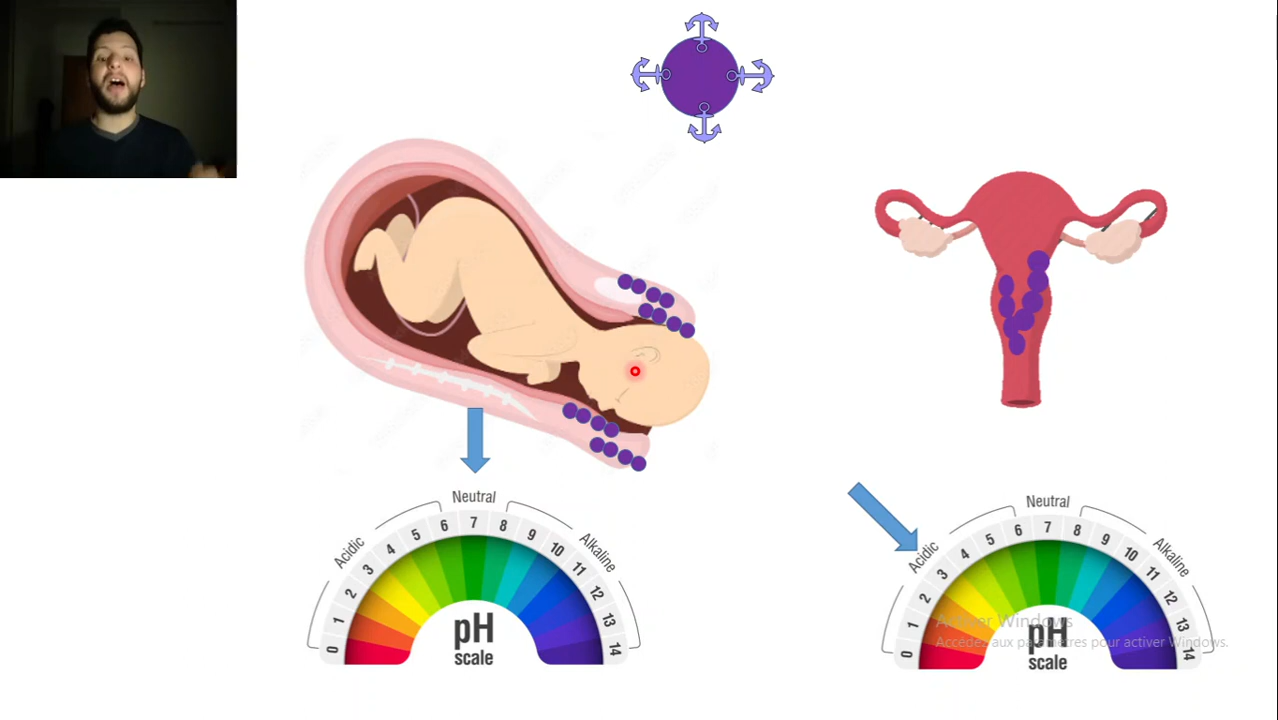 Neutral
Acidic
Alkaline
0 1 2 3 4 5 6 7 8 9 10 11 12 13 14
pH
scale
Neutral
Acidic
Alkaline
0 1 2 3 4 5 6 7 8 9 10 11 12 13 14
pH
scale
Activer Windows
Accédez aux paramètres pour activer Windows.